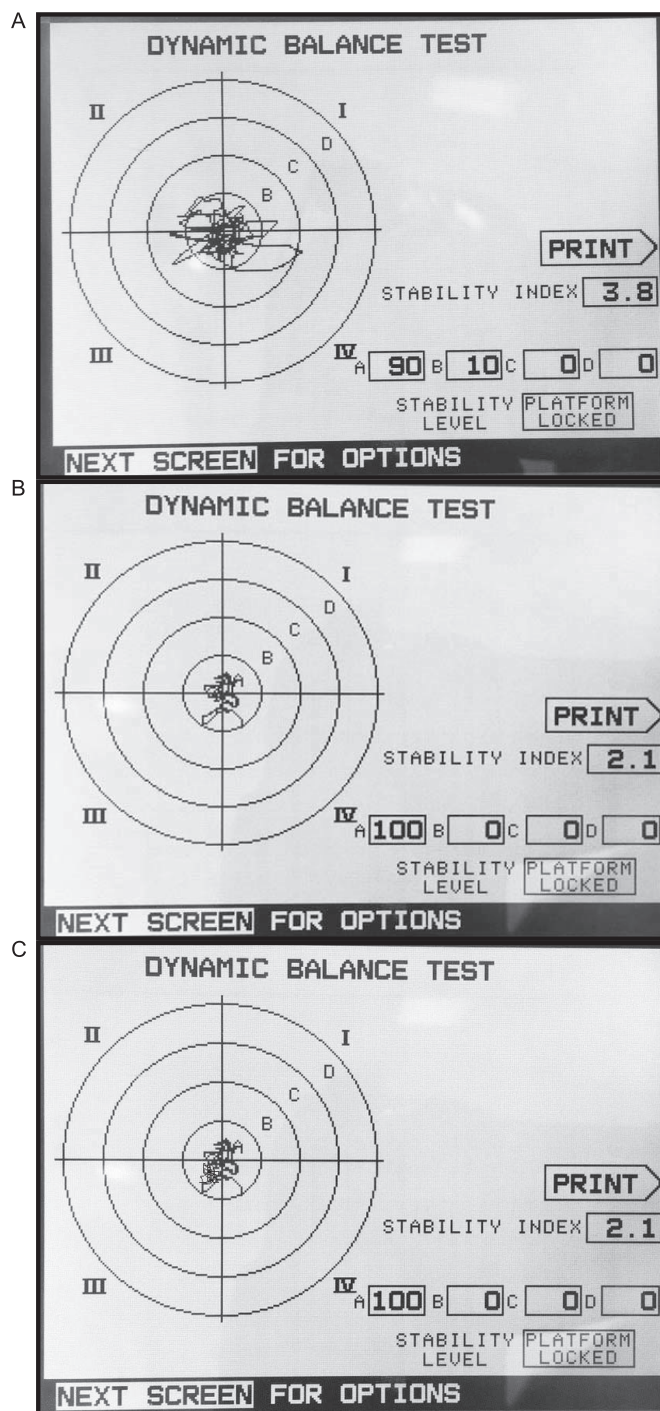 A
DYNAMIC BALANCE TEST
II
I
D
C
B
PRINT
STABILITY INDEX 3.8
III
IV
A 90 B 10 C 0 D 0
STABILITY LEVEL PLATFORM LOCKED
NEXT SCREEN FOR OPTIONS
B
DYNAMIC BALANCE TEST
II
I
D
C
B
A
PRINT
STABILITY INDEX 2.1
III
IV
A 100 B 0 C 0 D 0
STABILITY LEVEL PLATFORM LOCKED
NEXT SCREEN FOR OPTIONS
C
DYNAMIC BALANCE TEST
II
I
D
C
B
A
PRINT
STABILITY INDEX 2.1
III
IV
A 100 B 0 C 0 D 0
STABILITY LEVEL PLATFORM LOCKED
NEXT SCREEN FOR OPTIONS